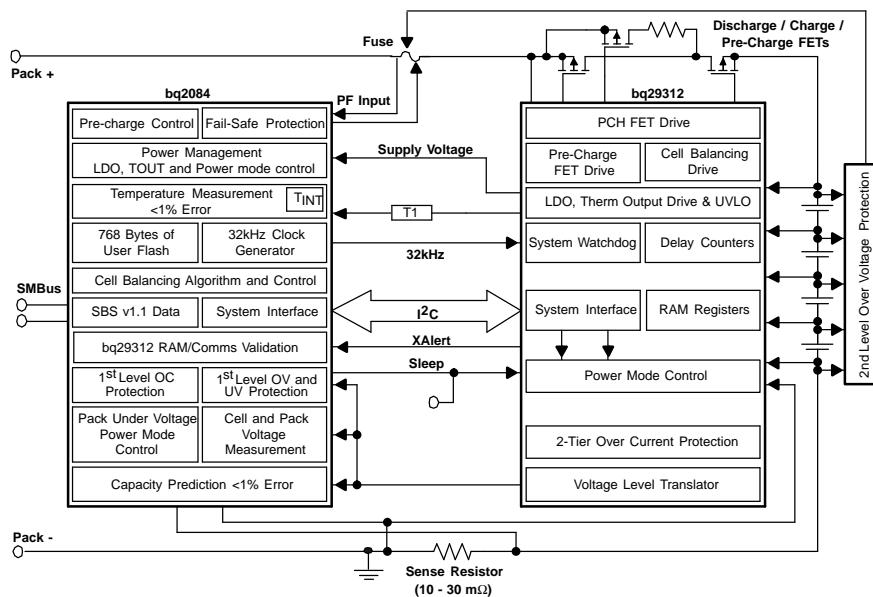 Discharge / Charge /
Pre-Charge FETs
Fuse
Pack +
bq2084
bq29312
PF Input
Pre-charge Control
Fail-Safe Protection
Power Management
LDO, TOUT and Power mode control
Supply Voltage
Temperature Measurement
<1% Error
TINT
T1
768 Bytes of
User Flash
32kHz Clock
Generator
32kHz
Cell Balancing Algorithm and Control
SMBus
SBS v1.1 Data
System Interface
I2C
bq29312 RAM/Comms Validation
XAlert
Sleep
1st Level OC
Protection
1st Level OV and
UV Protection
Pack Under Voltage
Power Mode
Control
Cell and Pack
Voltage
Measurement
Capacity Prediction <1% Error
PCH FET Drive
Pre-Charge
FET Drive
Cell Balancing
Drive
LDO, Therm Output Drive & UVLO
System Watchdog
Delay Counters
System Interface
RAM Registers
Power Mode Control
2-Tier Over Current Protection
Voltage Level Translator
2nd Level Over Voltage Protection
Pack -
Sense Resistor
(10 - 30 mΩ)